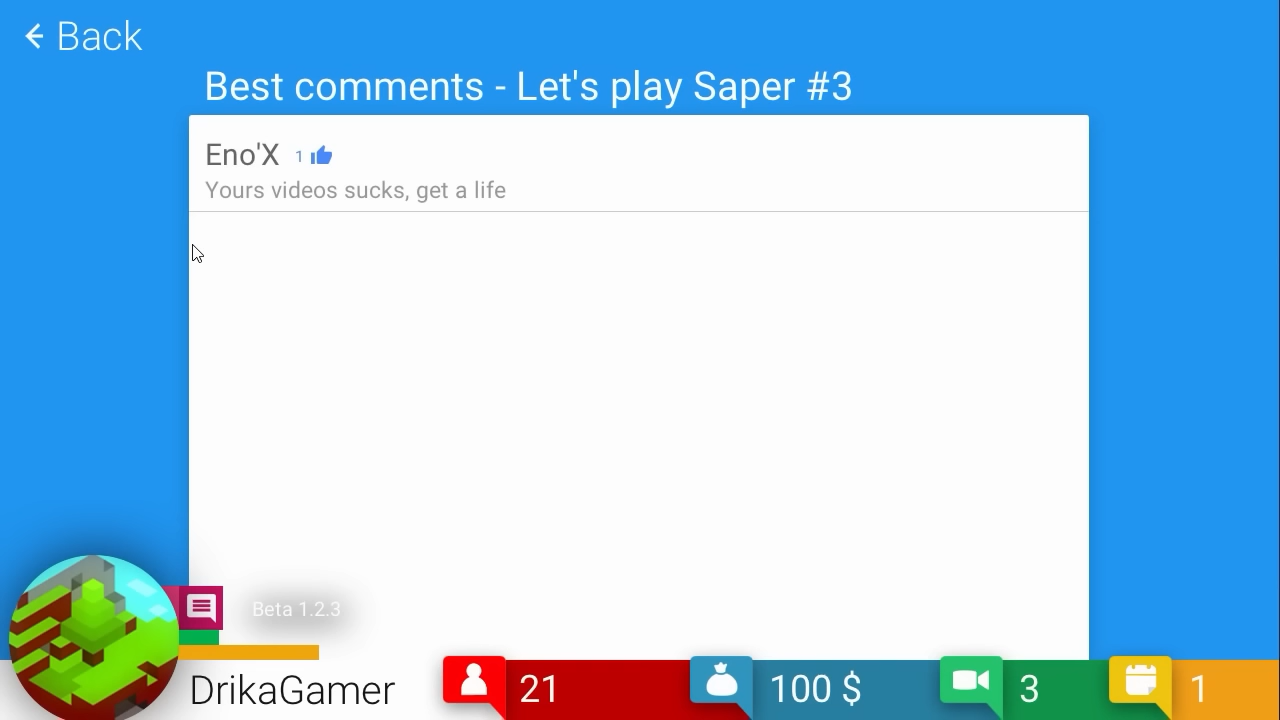 Back
Best comments - Let's play Saper #3
Eno'X 1
Yours videos sucks, get a life
Beta 1.2.3
DrikaGamer 21 100 $ 3 1